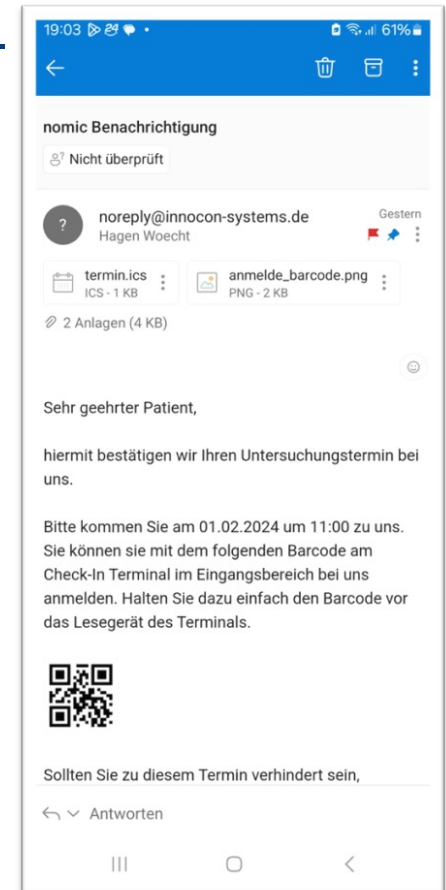 19:03
61%
nomic Benachrichtigung
Nicht überprüft
?
noreply@innocon-systems.de
Gestern
Hagen Woecht
termin.ics
ICS - 1 KB
anmelde_barcode.png
PNG - 2 KB
2 Anlagen (4 KB)
Sehr geehrter Patient,
hiermit bestätigen wir Ihren Untersuchungstermin bei
uns.
Bitte kommen Sie am 01.02.2024 um 11:00 zu uns.
Sie können sie mit dem folgenden Barcode am
Check-In Terminal im Eingangsbereich bei uns
anmelden. Halten Sie dazu einfach den Barcode vor
das Lesegerät des Terminals.
Sollten Sie zu diesem Termin verhindert sein,
Antworten